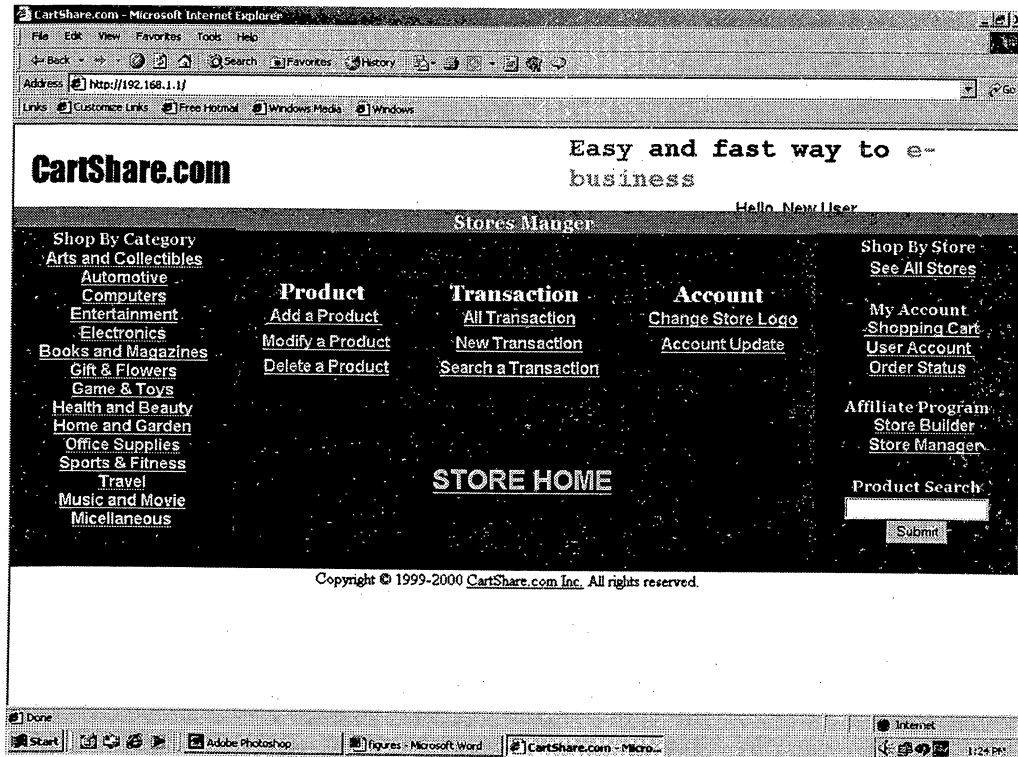 CartShare.com - Microsoft Internet Explorer
File Edit View Favorites Tools Help
Back Search Favorites History
Address http://192.168.1.1/ Go
Links Customize Links Free Hotmail Windows Media Windows
CartShare.com
Easy and fast way to e-
business
Hello, New User
Stores Manger
Shop By Category
Arts and Collectibles
Automotive
Computers
Entertainment
Electronics
Books and Magazines
Gift & Flowers
Game & Toys
Health and Beauty
Home and Garden
Office Supplies
Sports & Fitness
Travel
Music and Movie
Micellaneous
Product
Add a Product
Modify a Product
Delete a Product
Transaction
All Transaction
New Transaction
Search a Transaction
Account
Change Store Logo
Account Update
STORE HOME
Shop By Store
See All Stores
My Account
Shopping Cart
User Account
Order Status
Affiliate Program
Store Builder
Store Manager
Product Search
Submit
Copyright © 1999-2000 CartShare.com Inc. All rights reserved.
Done Internet
Start Adobe Photoshop figures - Microsoft Word CartShare.com - Micro... 1:24 PM